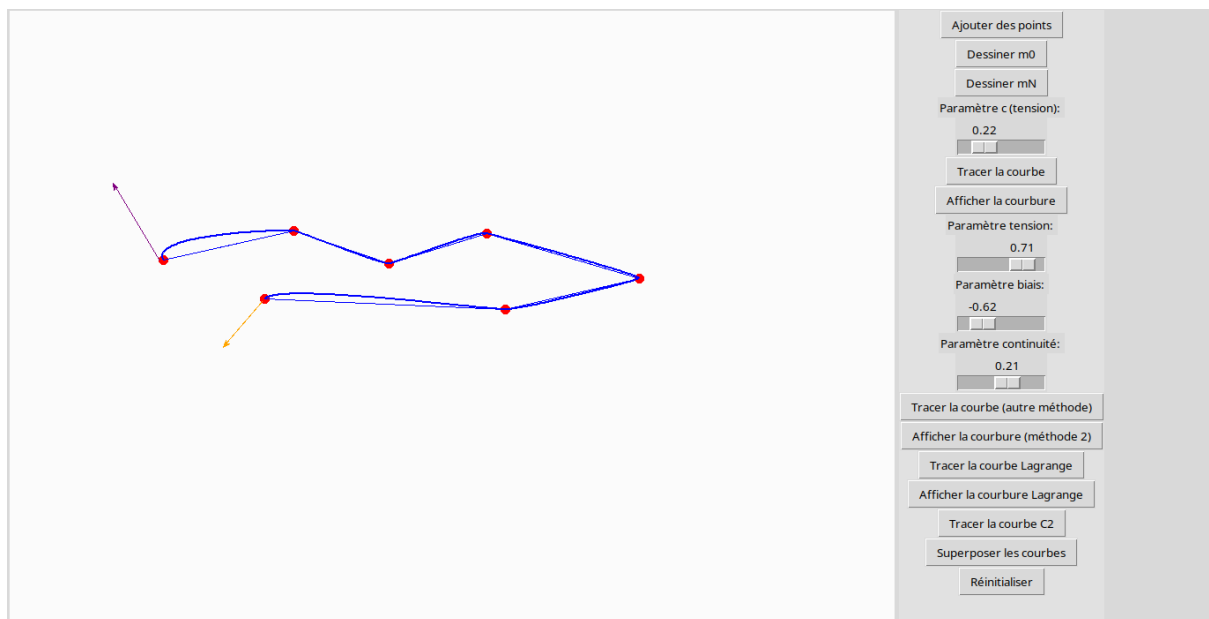 Ajouter des points
Dessiner m0
Dessiner mN
Paramètre c (tension):
0.22
Tracer la courbe
Afficher la courbure
Paramètre tension:
0.71
Paramètre biais:
-0.62
Paramètre continuité:
0.21
Tracer la courbe (autre méthode)
Afficher la courbure (méthode 2)
Tracer la courbe Lagrange
Afficher la courbure Lagrange
Tracer la courbe C2
Superposer les courbes
Réinitialiser